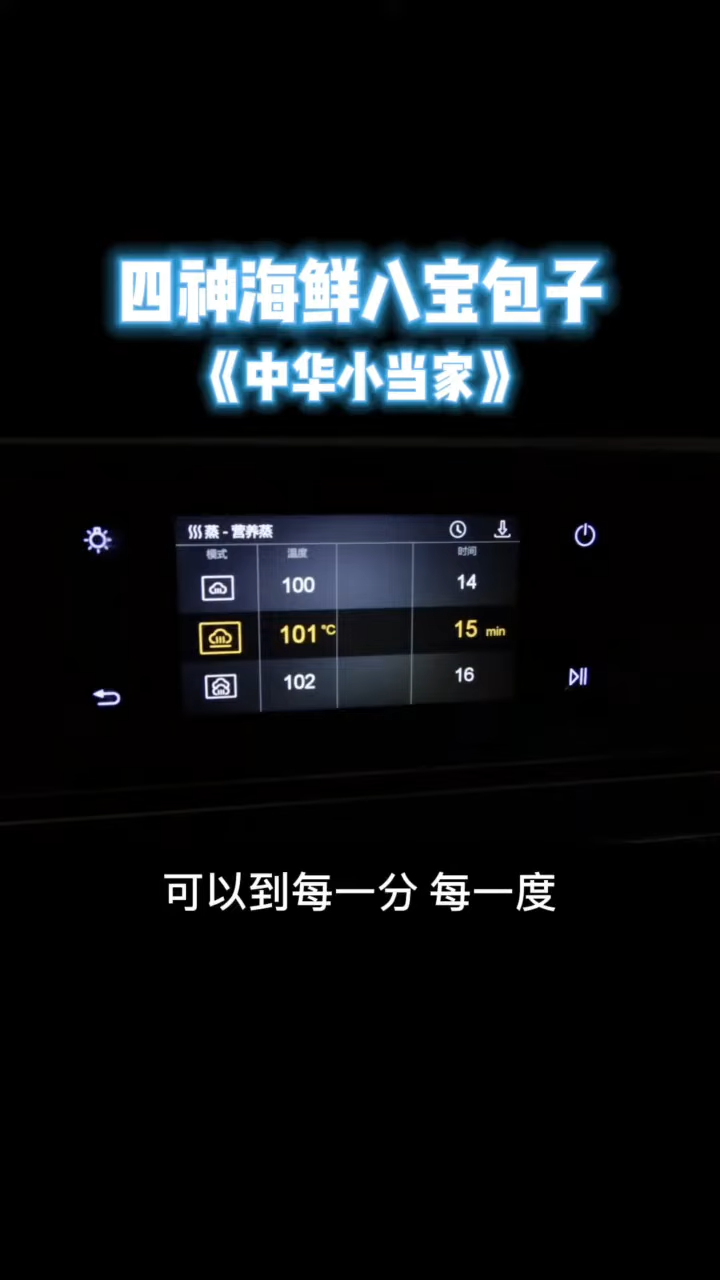 四神海鲜八宝包子
《中华小当家》
蒸 - 营养蒸
模式 温度 时间
100 14
101 °C 15 min
102 16
可以到每一分 每一度